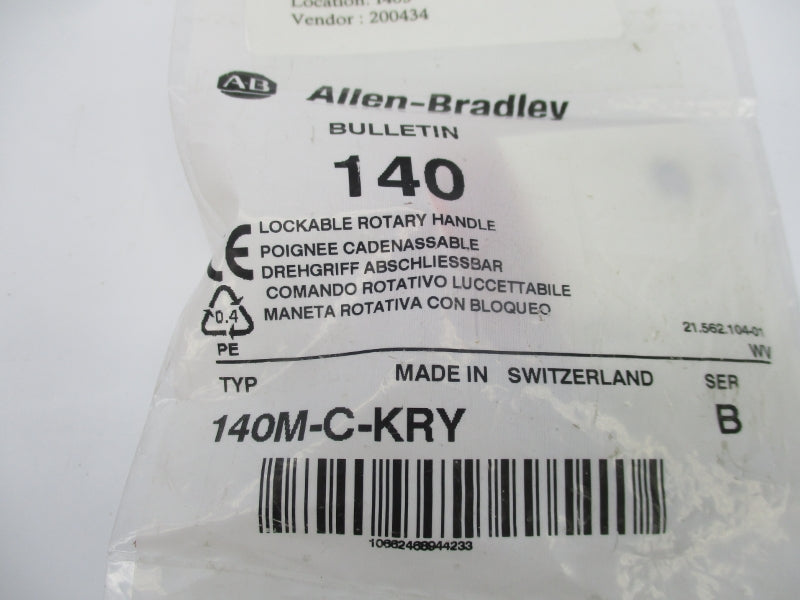 Location: 1405
Vendor : 200434
AB Allen-Bradley
BULLETIN
140
CE
LOCKABLE ROTARY HANDLE
POIGNEE CADENASSABLE
DREHGRIFF ABSCHLIESSBAR
COMANDO ROTATIVO LUCCETTABILE
MANETA ROTATIVA CON BLOQUEO
0.4
PE
21.562.104-01
WV
TYP MADE IN SWITZERLAND SER
140M-C-KRY B
10662468944233